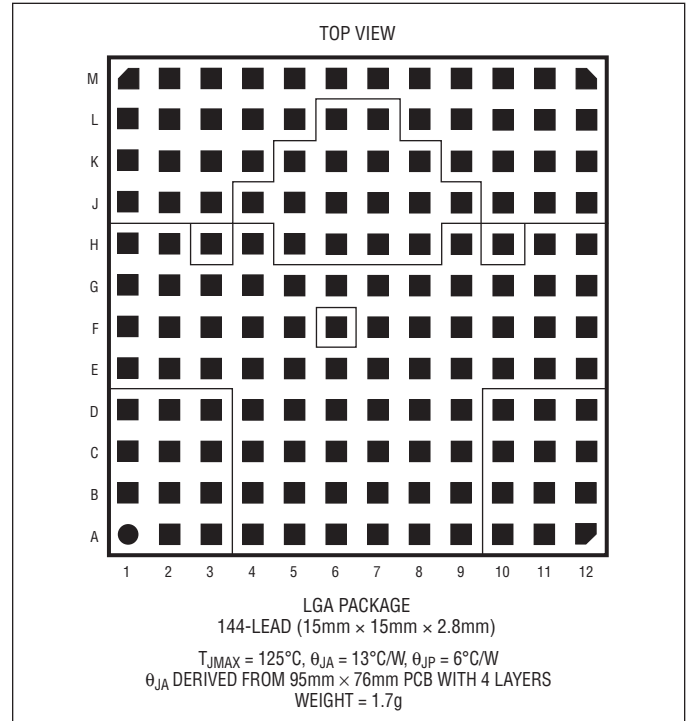 TOP VIEW
M
L
K
J
H
G
F
E
D
C
B
A
1 2 3 4 5 6 7 8 9 10 11 12
LGA PACKAGE
144-LEAD (15mm × 15mm × 2.8mm)
TJMAX = 125°C, θJA = 13°C/W, θJP = 6°C/W
θJA DERIVED FROM 95mm × 76mm PCB WITH 4 LAYERS
WEIGHT = 1.7g